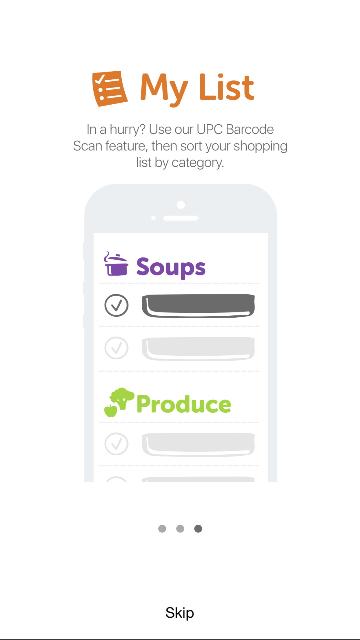 My List
In a hurry? Use our UPC Barcode
Scan feature, then sort your shopping
list by category.
Soups
Produce
Skip